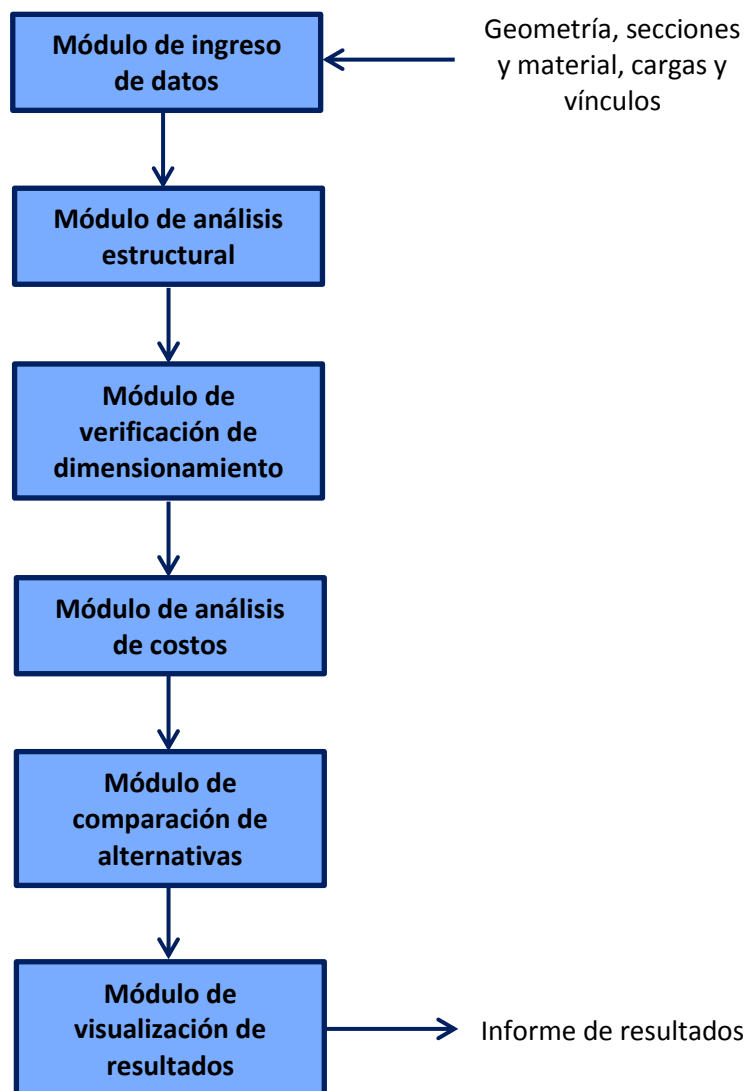 Módulo de ingreso
de datos
Geometría, secciones
y material, cargas y
vínculos
Módulo de análisis
estructural
Módulo de
verificación de
dimensionamiento
Módulo de análisis
de costos
Módulo de
comparación de
alternativas
Módulo de
visualización de
resultados
Informe de resultados